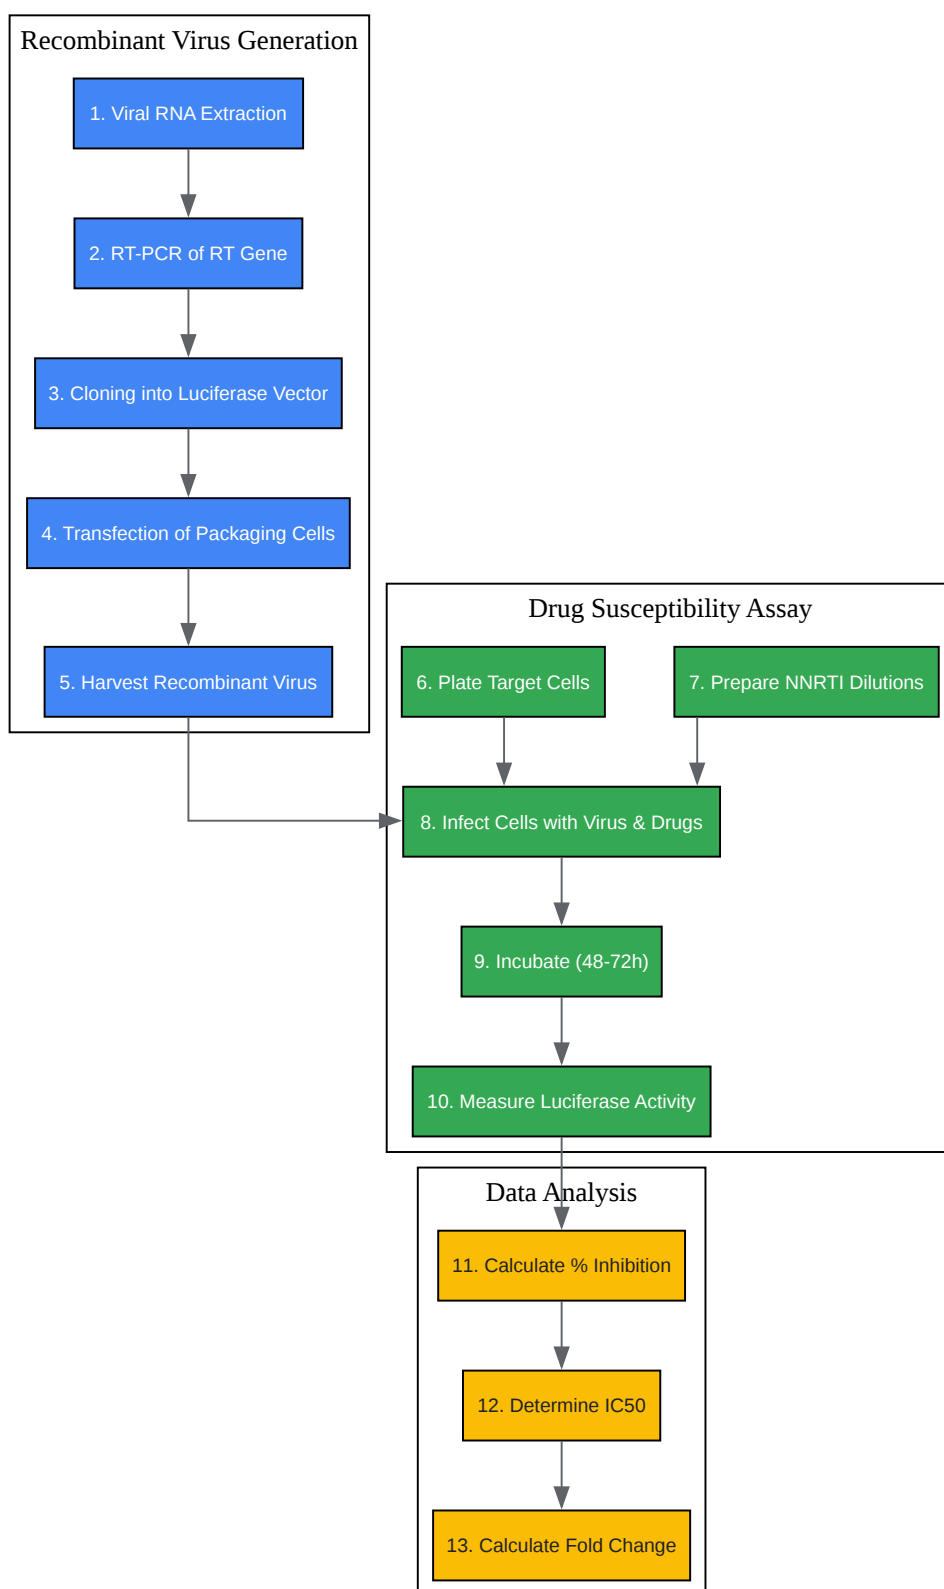 Recombinant Virus Generation
1. Viral RNA Extraction
2. RT-PCR of RT Gene
3. Cloning into Luciferase Vector
4. Transfection of Packaging Cells
5. Harvest Recombinant Virus
Drug Susceptibility Assay
6. Plate Target Cells
7. Prepare NNRTI Dilutions
8. Infect Cells with Virus & Drugs
9. Incubate (48-72h)
10. Measure Luciferase Activity
Data Analysis
11. Calculate % Inhibition
12. Determine IC50
13. Calculate Fold Change